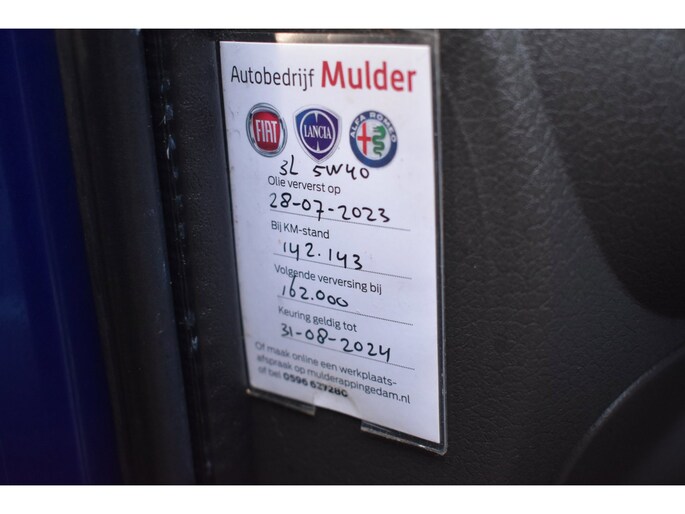 Autobedrijf Mulder
FIAT LANCIA ALFA ROMEO
3L 5W40
Olie ververst op
28-07-2023
Bij KM-stand
142.143
Volgende verversing bij
162.000
Keuring geldig tot
31-08-2024
Of maak online een werkplaats-
afspraak op mulderappingedam.nl
of bel 0596 627280